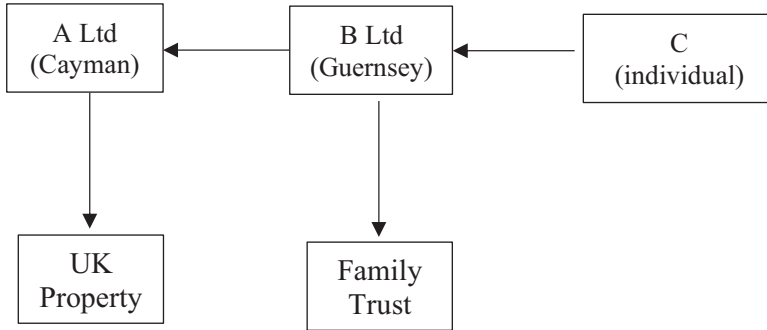 A Ltd
(Cayman)
B Ltd
(Guernsey)
C
(individual)
UK
Property
Family
Trust